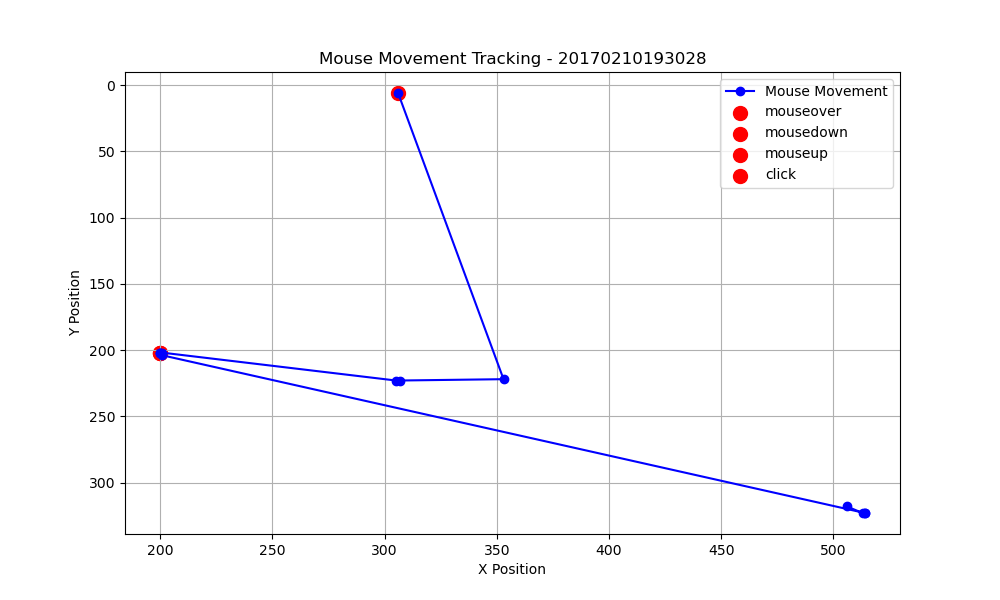 Mouse Movement Tracking - 20170210193028
Mouse Movement
mouseover
mousedown
mouseup
click
Y Position
0
50
100
150
200
250
300
200
250
300
350
400
450
500
X Position